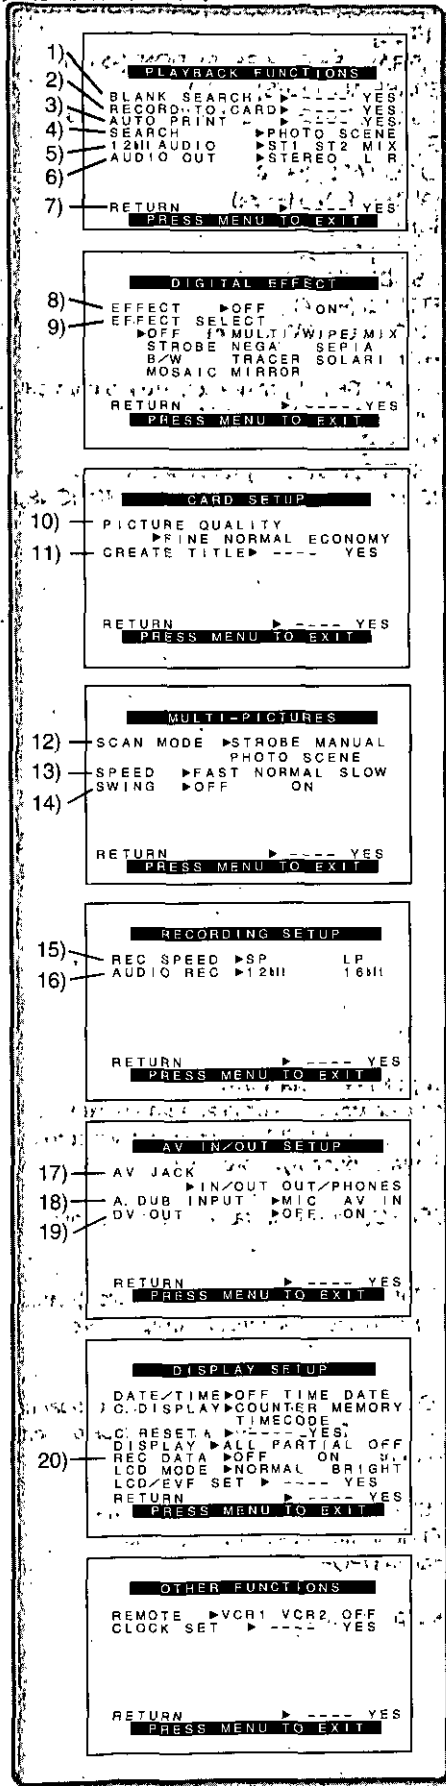 PLAYBACK FUNCTIONS
1) BLANK SEARCH ▶ ---- YES
2) RECORD TO CARD ▶ ---- YES
3) AUTO PRINT ▶ ---- YES
4) SEARCH ▶PHOTO SCENE
5) 12bit AUDIO ▶ST1 ST2 MIX
6) AUDIO OUT ▶STEREO L R
7) RETURN ▶ ---- YES
PRESS MENU TO EXIT
DIGITAL EFFECT
8) EFFECT ▶OFF ON
9) EFFECT SELECT
▶OFF MULTI WIPE MIX
STROBE NEGA SEPIA
B/W TRACER SOLARI
MOSAIC MIRROR
RETURN ▶ ---- YES
PRESS MENU TO EXIT
CARD SETUP
10) PICTURE QUALITY
▶FINE NORMAL ECONOMY
11) CREATE TITLE▶ ---- YES
RETURN ▶ ---- YES
PRESS MENU TO EXIT
MULTI-PICTURES
12) SCAN MODE ▶STROBE MANUAL
PHOTO SCENE
13) SPEED ▶FAST NORMAL SLOW
14) SWING ▶OFF ON
RETURN ▶ ---- YES
PRESS MENU TO EXIT
RECORDING SETUP
15) REC SPEED ▶SP LP
16) AUDIO REC ▶12bit 16bit
RETURN ▶ ---- YES
PRESS MENU TO EXIT
AV IN/OUT SETUP
17) AV JACK
▶IN/OUT OUT/PHONES
18) A. DUB INPUT ▶MIC AV IN
19) DV OUT ▶OFF ON
RETURN ▶ ---- YES
PRESS MENU TO EXIT
DISPLAY SETUP
DATE/TIME▶OFF TIME DATE
C. DISPLAY▶COUNTER MEMORY
TIMECODE
C. RESET ▶ ---- YES
DISPLAY ▶ALL PARTIAL OFF
20) REC DATA ▶OFF ON
LCD MODE ▶NORMAL BRIGHT
LCD/EVF SET ▶ ---- YES
RETURN ▶ ---- YES
PRESS MENU TO EXIT
OTHER FUNCTIONS
REMOTE ▶VCR1 VCR2 OFF
CLOCK SET ▶ ---- YES
RETURN ▶ ---- YES
PRESS MENU TO EXIT